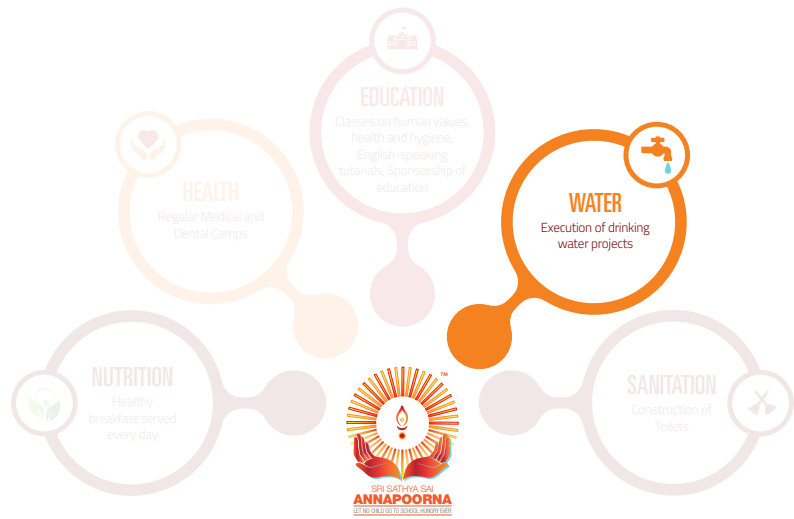 EDUCATION
Classes on human values,
health and hygiene,
English-speaking
tutorials, Sponsorship of
education
HEALTH
Regular Medical and
Dental Camps
WATER
Execution of drinking
water projects
NUTRITION
Healthy
breakfast served
every day
SANITATION
Construction of
Toilets
TM
SRI SATHYA SAI
ANNAPOORNA
LET NO CHILD GO TO SCHOOL HUNGRY EVER